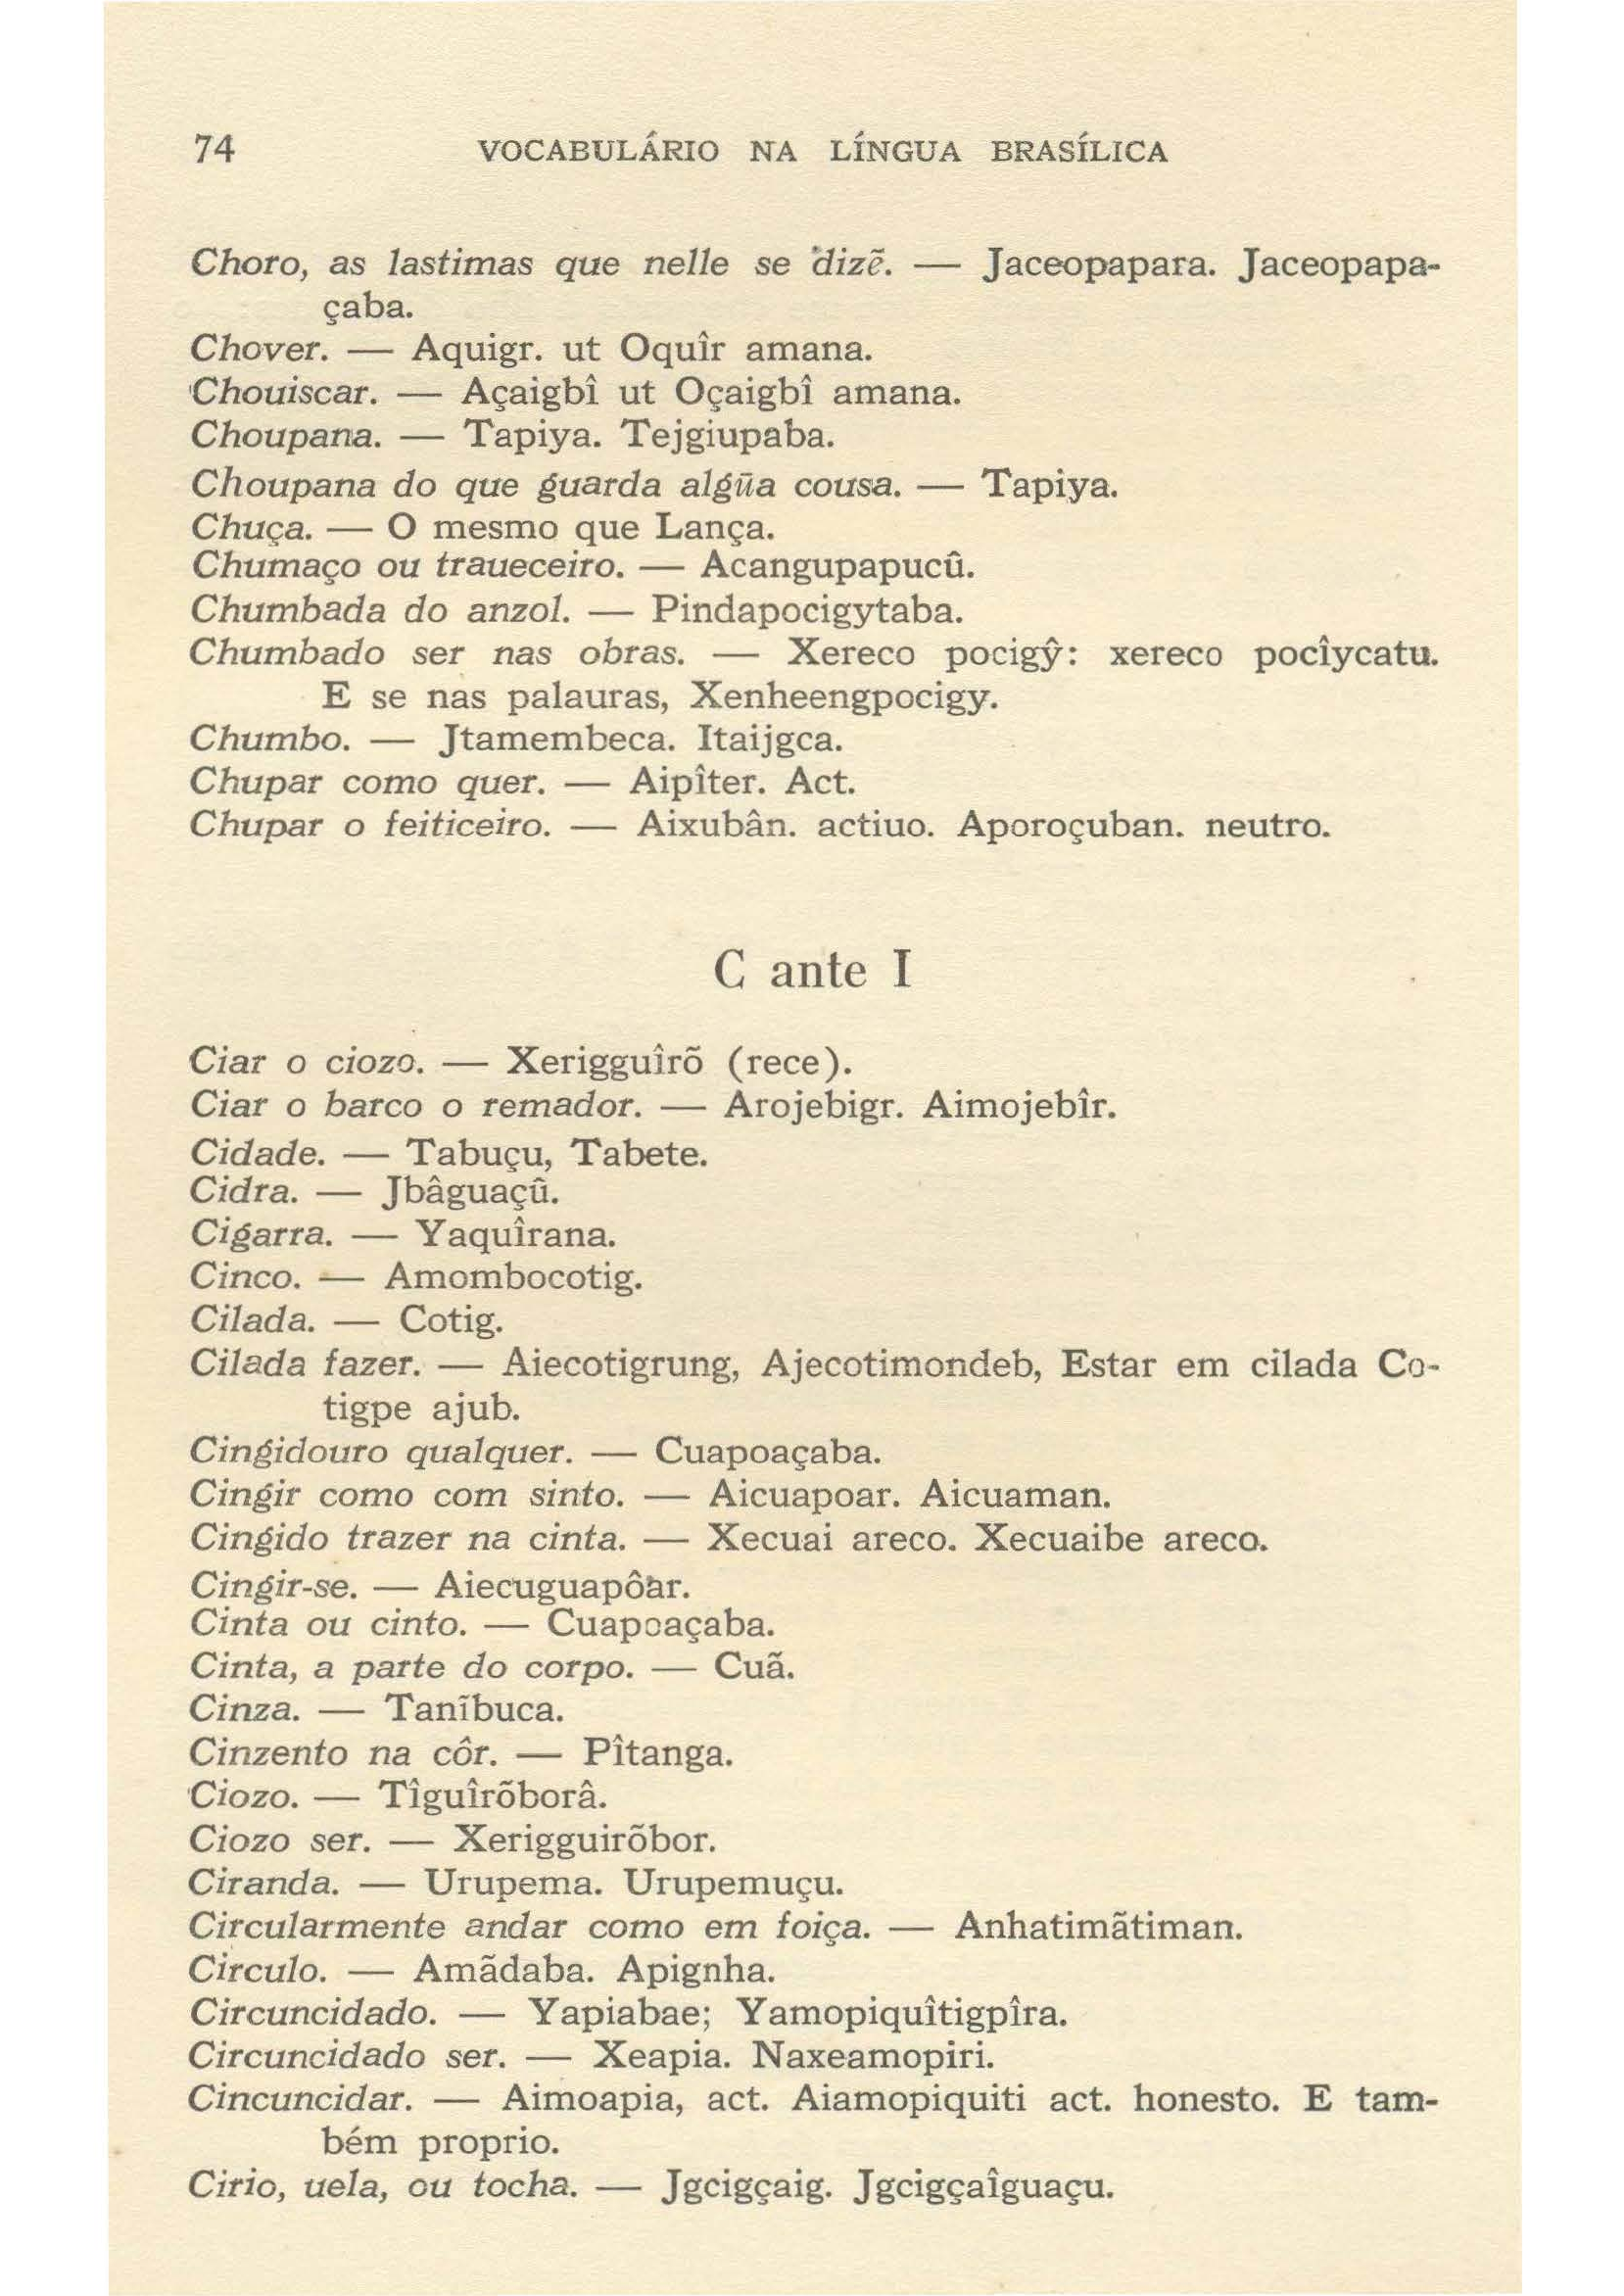 74 VOCABULÁRIO NA LÍNGUA BRASÍLICA
Choro, as lastimas que nelle se dizẽ. — Jaceopapara. Jaceopapa-
çaba.
Chover. — Aquigr. ut Oquîr amana.
Chouiscar. — Açaigbî ut Oçaigbî amana.
Choupana. — Tapiya. Tejgiupaba.
Choupana do que guarda algũa cousa. — Tapiya.
Chuça. — O mesmo que Lança.
Chumaço ou traueceiro. — Acangupapucû.
Chumbada do anzol. — Pindapocigytaba.
Chumbado ser nas obras. — Xereco pocigŷ: xereco pocîycatu.
E se nas palauras, Xenheengpocigy.
Chumbo. — Jtamembeca. Itaijgca.
Chupar como quer. — Aipîter. Act.
Chupar o feiticeiro. — Aixubân. actiuo. Aporoçuban. neutro.
C ante I
Ciar o ciozo. — Xerigguîrõ (rece).
Ciar o barco o remador. — Arojebigr. Aimojebîr.
Cidade. — Tabuçu, Tabete.
Cidra. — Jbâguaçû.
Cigarra. — Yaquîrana.
Cinco. — Amombocotig.
Cilada. — Cotig.
Cilada fazer. — Aiecotigrung, Ajecotimondeb, Estar em cilada Co-
tigpe ajub.
Cingidouro qualquer. — Cuapoaçaba.
Cingir como com sinto. — Aicuapoar. Aicuaman.
Cingido trazer na cinta. — Xecuai areco. Xecuaibe areco.
Cingir-se. — Aiecuguapôar.
Cinta ou cinto. — Cuapoaçaba.
Cinta, a parte do corpo. — Cuã.
Cinza. — Tanĩbuca.
Cinzento na côr. — Pîtanga.
Ciozo. — Tîguîrõborâ.
Ciozo ser. — Xerigguirõbor.
Ciranda. — Urupema. Urupemuçu.
Circularmente andar como em foiça. — Anhatimãtiman.
Circulo. — Amãdaba. Apignha.
Circuncidado. — Yapiabae; Yamopiquîtigpîra.
Circuncidado ser. — Xeapia. Naxeamopiri.
Cincuncidar. — Aimoapia, act. Aiamopiquiti act. honesto. E tam-
bém proprio.
Cirio, uela, ou tocha. — Jgcigçaig. Jgcigçaîguaçu.